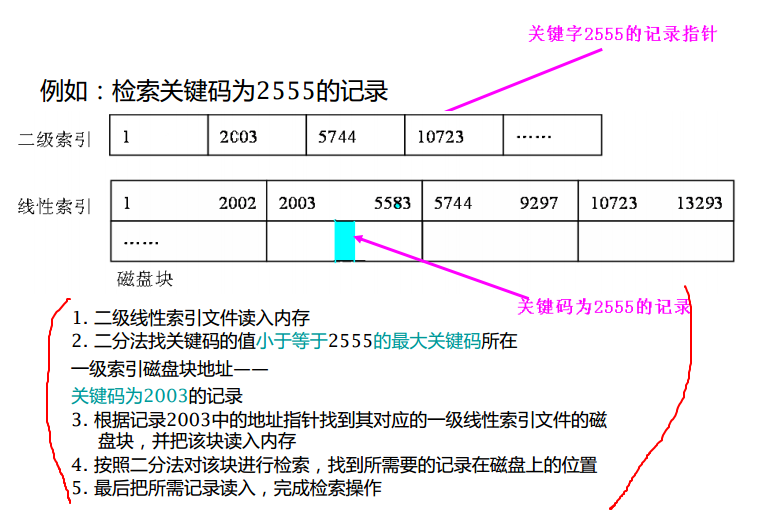 关键字2555的记录指针
例如：检索关键码为2555的记录
二级索引 1 2003 5744 10723 ······
线性索引 1 2002 2003 5583 5744 9297 10723 13293
······
磁盘块
关键码为2555的记录
1. 二级线性索引文件读入内存
2. 二分法找关键码的值小于等于2555的最大关键码所在
一级索引磁盘块地址——
关键码为2003的记录
3. 根据记录2003中的地址指针找到其对应的一级线性索引文件的磁
盘块，并把该块读入内存
4. 按照二分法对该块进行检索，找到所需要的记录在磁盘上的位置
5. 最后把所需记录读入，完成检索操作